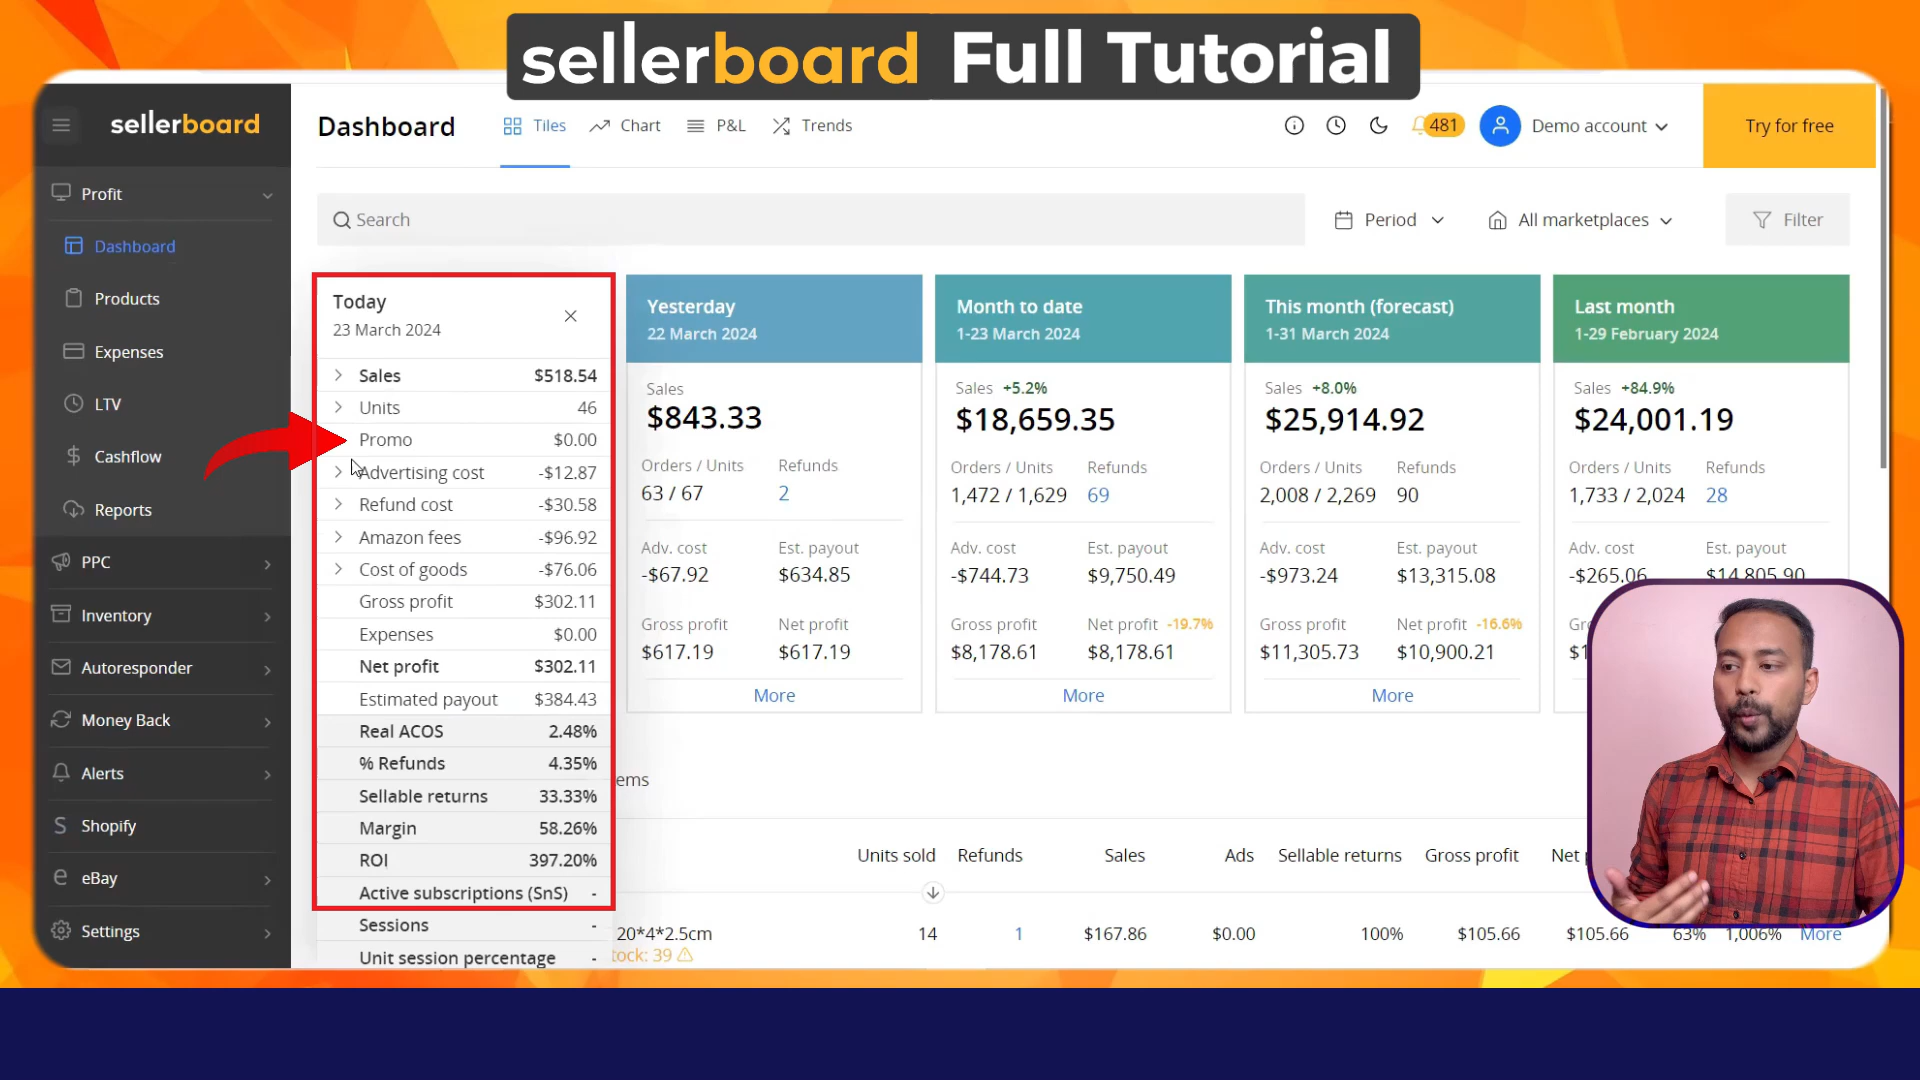 sellerboard Full Tutorial
sellerboard
Dashboard
Tiles
Chart
P&L
Trends
481
Demo account
Try for free
Profit
Dashboard
Products
Expenses
LTV
Cashflow
Reports
PPC
Inventory
Autoresponder
Money Back
Alerts
Shopify
eBay
Settings
Search
Period
All marketplaces
Filter
Today
23 March 2024
Sales $518.54
Units 46
Promo $0.00
Advertising cost -$12.87
Refund cost -$30.58
Amazon fees -$96.92
Cost of goods -$76.06
Gross profit $302.11
Expenses $0.00
Net profit $302.11
Estimated payout $384.43
Real ACOS 2.48%
% Refunds 4.35%
Sellable returns 33.33%
Margin 58.26%
ROI 397.20%
Active subscriptions (SnS) -
Sessions -
Unit session percentage -
Yesterday
22 March 2024
Sales
$843.33
Orders / Units Refunds
63 / 67 2
Adv. cost Est. payout
-$67.92 $634.85
Gross profit Net profit
$617.19 $617.19
More
Month to date
1-23 March 2024
Sales +5.2%
$18,659.35
Orders / Units Refunds
1,472 / 1,629 69
Adv. cost Est. payout
-$744.73 $9,750.49
Gross profit Net profit -19.7%
$8,178.61 $8,178.61
More
This month (forecast)
1-31 March 2024
Sales +8.0%
$25,914.92
Orders / Units Refunds
2,008 / 2,269 90
Adv. cost Est. payout
-$973.24 $13,315.08
Gross profit Net profit -16.6%
$11,305.73 $10,900.21
More
Last month
1-29 February 2024
Sales +84.9%
$24,001.19
Orders / Units Refunds
1,733 / 2,024 28
Adv. cost Est. payout
-$265.06 $14,805.90
Units sold Refunds Sales Ads Sellable returns Gross profit Net
20*4*2.5cm 14 1 $167.86 $0.00 100% $105.66 $105.66 63% 1,006% More
tock: 39